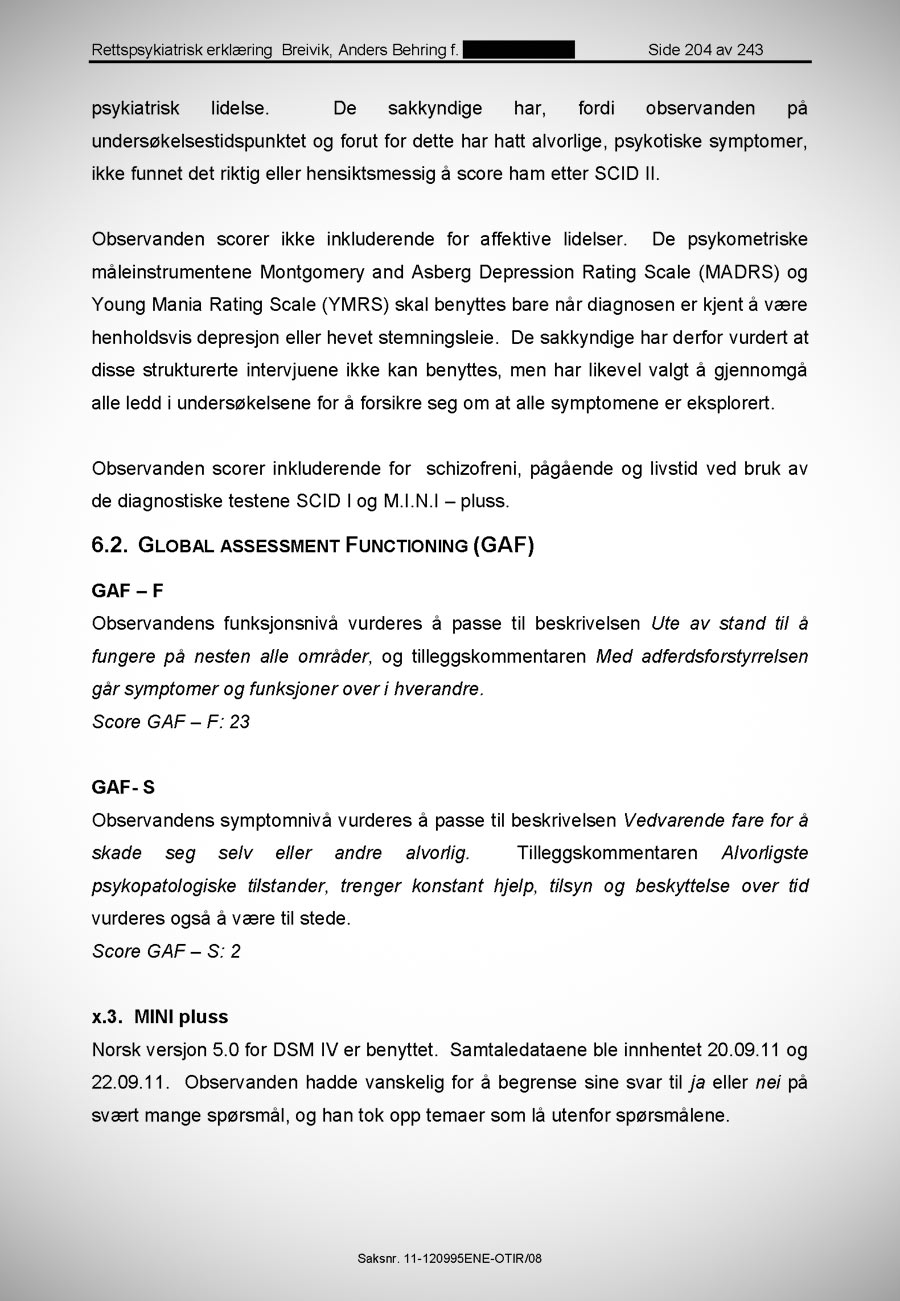 Rettspsykiatrisk erklæring Breivik, Anders Behring f. Side 204 av 243
psykiatrisk lidelse. De sakkyndige har, fordi observanden på
undersøkelsestidspunktet og forut for dette har hatt alvorlige, psykotiske symptomer,
ikke funnet det riktig eller hensiktsmessig å score ham etter SCID II.
Observanden scorer ikke inkluderende for affektive lidelser. De psykometriske
måleinstrumentene Montgomery and Asberg Depression Rating Scale (MADRS) og
Young Mania Rating Scale (YMRS) skal benyttes bare når diagnosen er kjent å være
henholdsvis depresjon eller hevet stemningsleie. De sakkyndige har derfor vurdert at
disse strukturerte intervjuene ikke kan benyttes, men har likevel valgt å gjennomgå
alle ledd i undersøkelsene for å forsikre seg om at alle symptomene er eksplorert.
Observanden scorer inkluderende for schizofreni, pågående og livstid ved bruk av
de diagnostiske testene SCID I og M.I.N.I – pluss.
6.2. GLOBAL ASSESSMENT FUNCTIONING (GAF)
GAF – F
Observandens funksjonsnivå vurderes å passe til beskrivelsen Ute av stand til å
fungere på nesten alle områder, og tilleggskommentaren Med adferdsforstyrrelsen
går symptomer og funksjoner over i hverandre.
Score GAF – F: 23
GAF- S
Observandens symptomnivå vurderes å passe til beskrivelsen Vedvarende fare for å
skade seg selv eller andre alvorlig. Tilleggskommentaren Alvorligste
psykopatologiske tilstander, trenger konstant hjelp, tilsyn og beskyttelse over tid
vurderes også å være til stede.
Score GAF – S: 2
x.3. MINI pluss
Norsk versjon 5.0 for DSM IV er benyttet. Samtaledataene ble innhentet 20.09.11 og
22.09.11. Observanden hadde vanskelig for å begrense sine svar til ja eller nei på
svært mange spørsmål, og han tok opp temaer som lå utenfor spørsmålene.
Saksnr. 11-120995ENE-OTIR/08